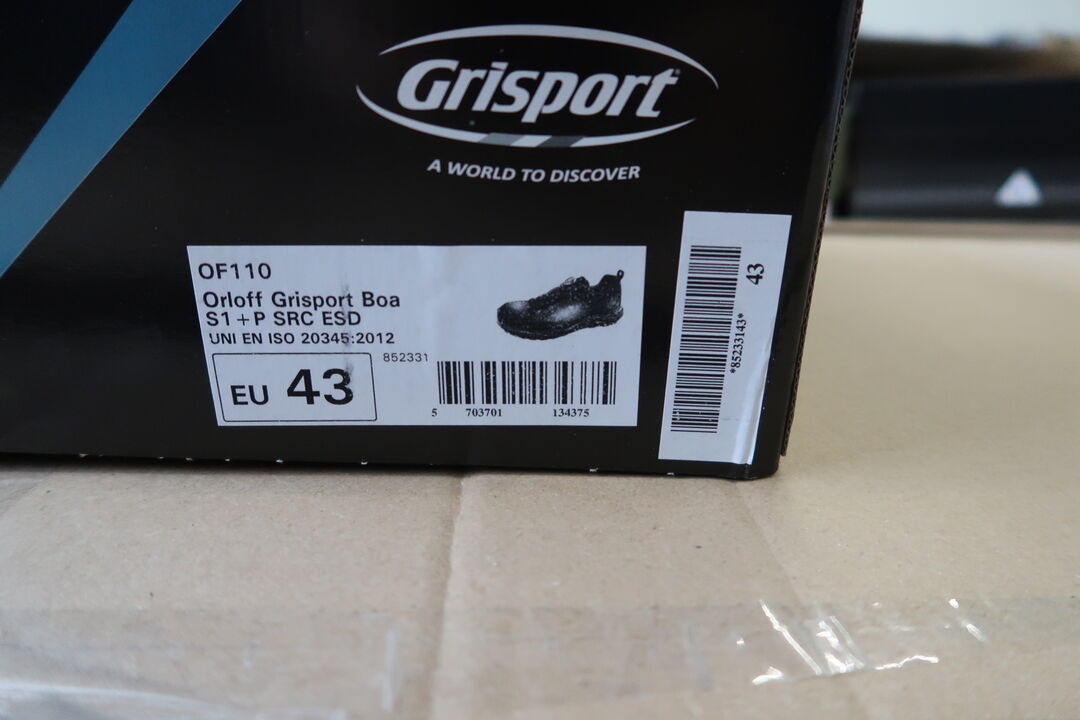 Grisport
A WORLD TO DISCOVER
OF110
Orloff Grisport Boa
S1+P SRC ESD
UNI EN ISO 20345:2012
EU 43
852331
5 703701 134375
43
*85233143*